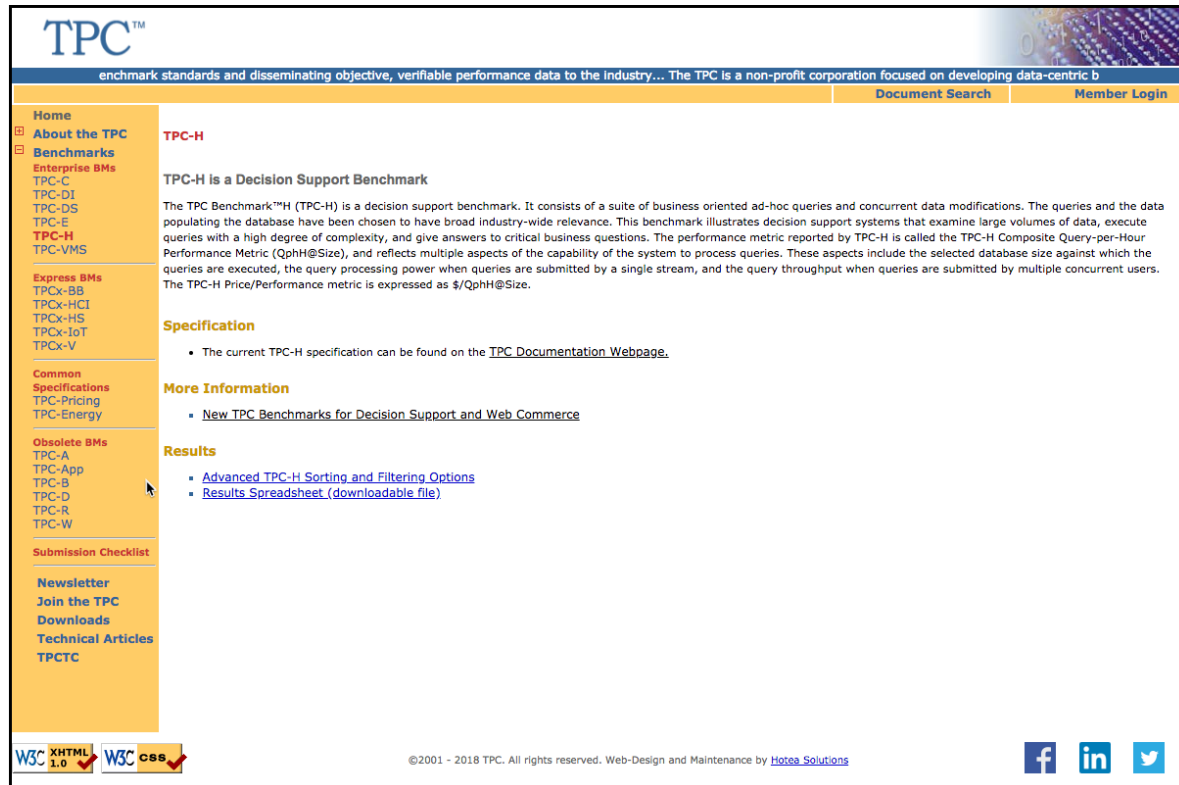 TPC™
enchmark standards and disseminating objective, verifiable performance data to the industry... The TPC is a non-profit corporation focused on developing data-centric b
Document Search
Member Login
Home
About the TPC
Benchmarks
Enterprise BMs
TPC-C
TPC-DI
TPC-DS
TPC-E
TPC-H
TPC-VMS
Express BMs
TPCx-BB
TPCx-HCI
TPCx-HS
TPCx-IoT
TPCx-V
Common
Specifications
TPC-Pricing
TPC-Energy
Obsolete BMs
TPC-A
TPC-App
TPC-B
TPC-D
TPC-R
TPC-W
Submission Checklist
Newsletter
Join the TPC
Downloads
Technical Articles
TPCTC
TPC-H
TPC-H is a Decision Support Benchmark
The TPC Benchmark™H (TPC-H) is a decision support benchmark. It consists of a suite of business oriented ad-hoc queries and concurrent data modifications. The queries and the data
populating the database have been chosen to have broad industry-wide relevance. This benchmark illustrates decision support systems that examine large volumes of data, execute
queries with a high degree of complexity, and give answers to critical business questions. The performance metric reported by TPC-H is called the TPC-H Composite Query-per-Hour
Performance Metric (QphH@Size), and reflects multiple aspects of the capability of the system to process queries. These aspects include the selected database size against which the
queries are executed, the query processing power when queries are submitted by a single stream, and the query throughput when queries are submitted by multiple concurrent users.
The TPC-H Price/Performance metric is expressed as $/QphH@Size.
Specification
• The current TPC-H specification can be found on the TPC Documentation Webpage.
More Information
New TPC Benchmarks for Decision Support and Web Commerce
Results
Advanced TPC-H Sorting and Filtering Options
Results Spreadsheet (downloadable file)
W3C XHTML 1.0
W3C css
©2001 - 2018 TPC. All rights reserved. Web-Design and Maintenance by Hotea Solutions
f
in